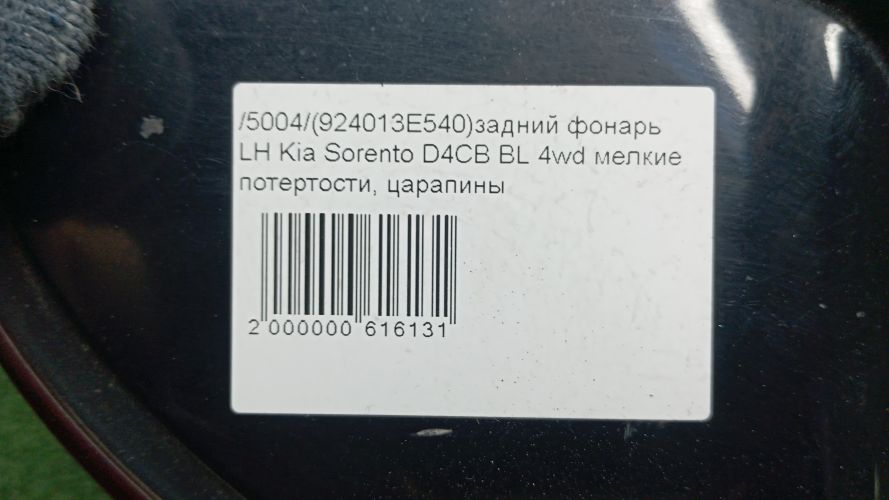 /5004/(924013E540)задний фонарь
LH Kia Sorento D4CB BL 4wd мелкие
потертости, царапины
2 000000 616131